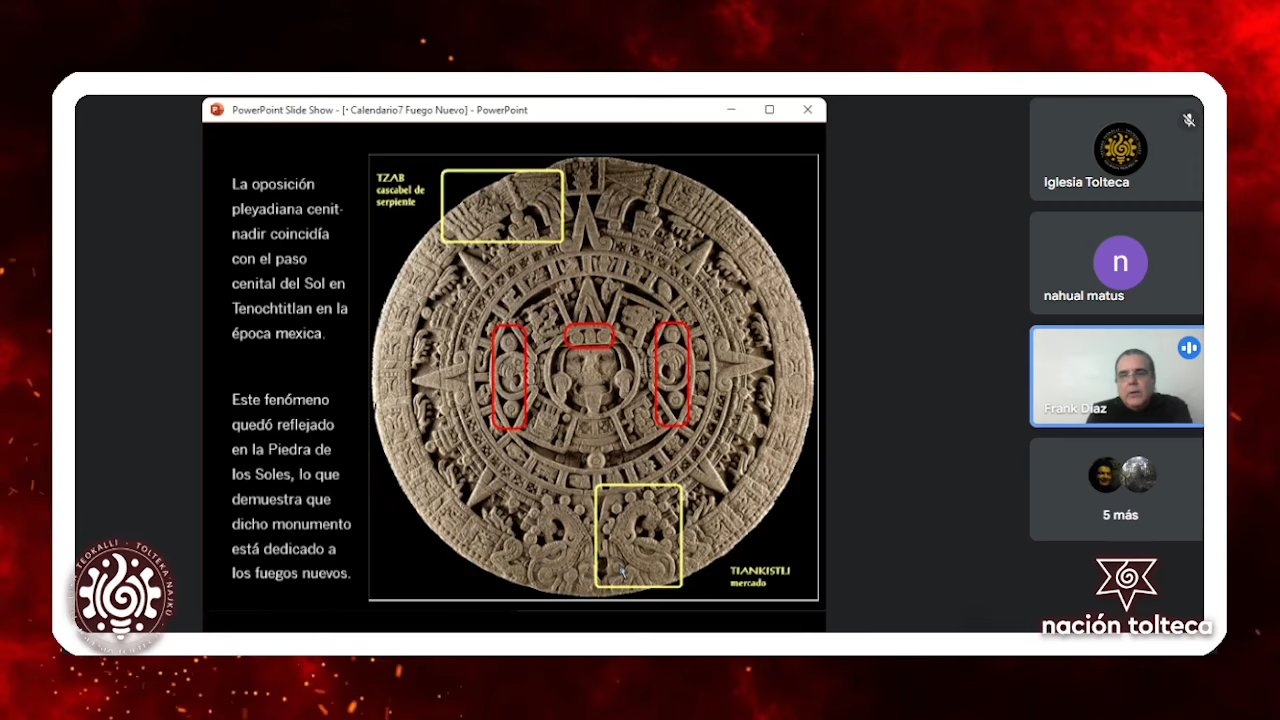 PowerPoint Slide Show - [· Calendario7 Fuego Nuevo] - PowerPoint
La oposición
pleyadiana cenit-
nadir coincidía
con el paso
cenital del Sol en
Tenochtitlan en la
época mexica.
Este fenómeno
quedó reflejado
en la Piedra de
los Soles, lo que
demuestra que
dicho monumento
está dedicado a
los fuegos nuevos.
TZAB
cascabel de
serpiente
TIANKISTLI
mercado
Iglesia Tolteca
n
nahual matus
Frank Díaz
5 más
TEOKALLI · TOLTEKA NAJKU
nación tolteca